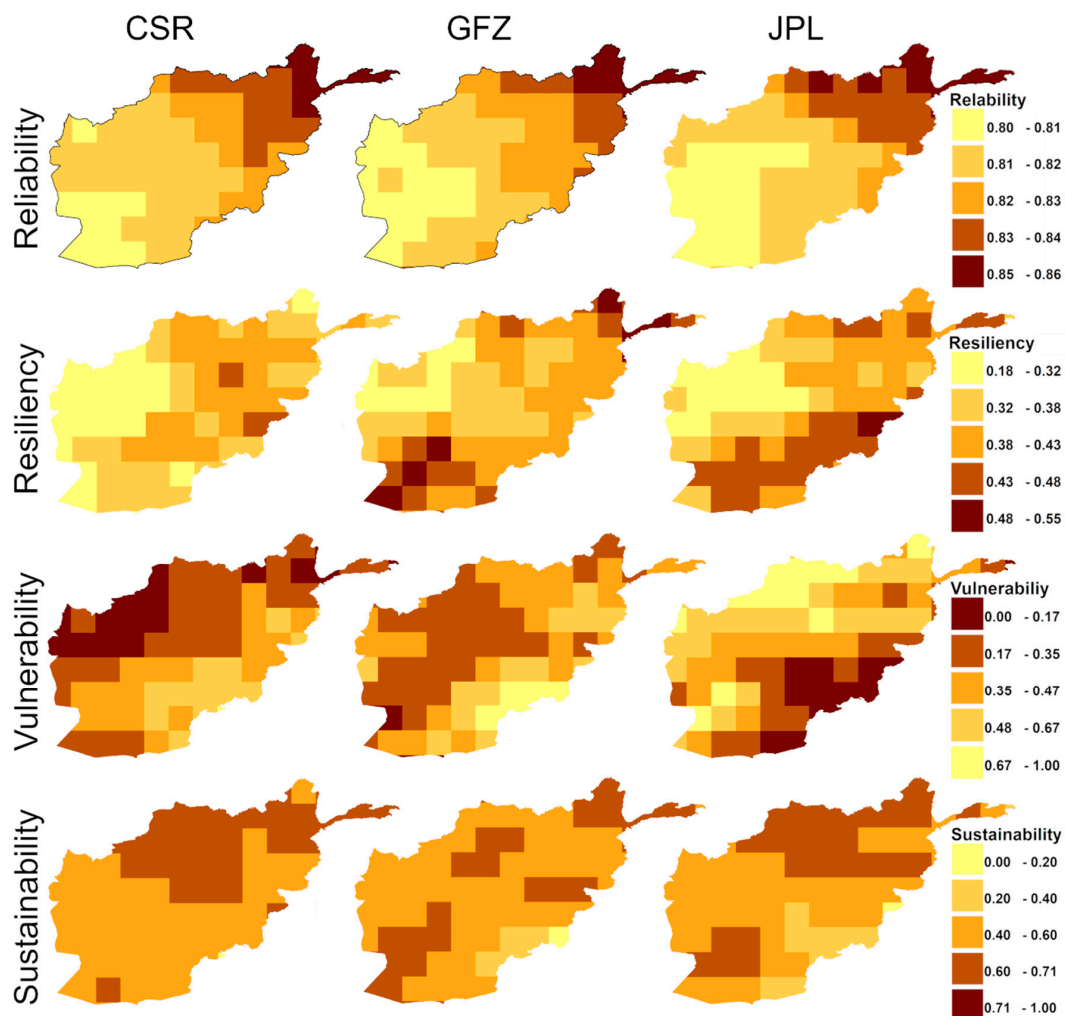 CSR GFZ JPL
Reliability
Relability
0.80 - 0.81
0.81 - 0.82
0.82 - 0.83
0.83 - 0.84
0.85 - 0.86
Resiliency
Resiliency
0.18 - 0.32
0.32 - 0.38
0.38 - 0.43
0.43 - 0.48
0.48 - 0.55
Vulnerability
Vulnerabiliy
0.00 - 0.17
0.17 - 0.35
0.35 - 0.47
0.48 - 0.67
0.67 - 1.00
Sustainability
Sustainability
0.00 - 0.20
0.20 - 0.40
0.40 - 0.60
0.60 - 0.71
0.71 - 1.00